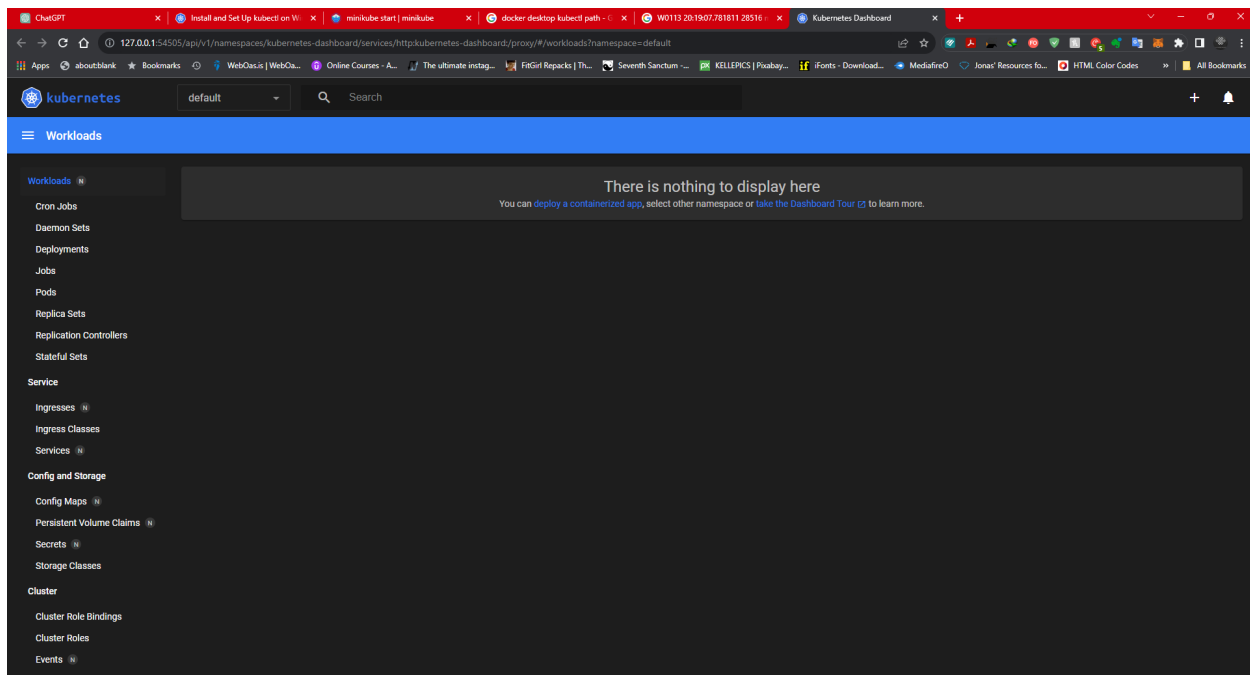 ChatGPT
Install and Set Up kubectl on Wi
minikube start | minikube
docker desktop kubectl path - G
W0113 20:19:07.781811 28516 
Kubernetes Dashboard
127.0.0.1:54505/api/v1/namespaces/kubernetes-dashboard/services/http:kubernetes-dashboard:/proxy/#/workloads?namespace=default
Apps
about:blank
Bookmarks
WebOas.is | WebOa...
Online Courses - A...
The ultimate instag...
FitGirl Repacks | Th...
Seventh Sanctum -...
PX KELLEPICS | Pixabay...
iF iFonts - Download...
MediafireO
Jonas' Resources fo...
HTML Color Codes
»
All Bookmarks
kubernetes
default
Search
Workloads
Workloads N
Cron Jobs
Daemon Sets
Deployments
Jobs
Pods
Replica Sets
Replication Controllers
Stateful Sets
Service
Ingresses N
Ingress Classes
Services N
Config and Storage
Config Maps N
Persistent Volume Claims N
Secrets N
Storage Classes
Cluster
Cluster Role Bindings
Cluster Roles
Events N
There is nothing to display here
You can deploy a containerized app, select other namespace or take the Dashboard Tour to learn more.